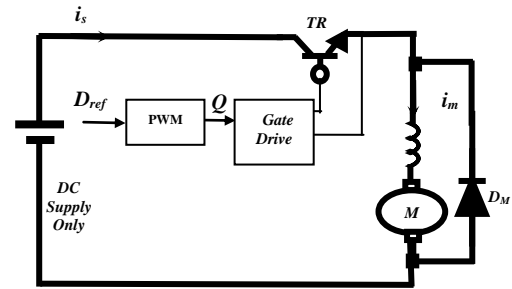 i_s
TR
D_ref
PWM
Q
Gate
Drive
i_m
DC
Supply
Only
M
D_M